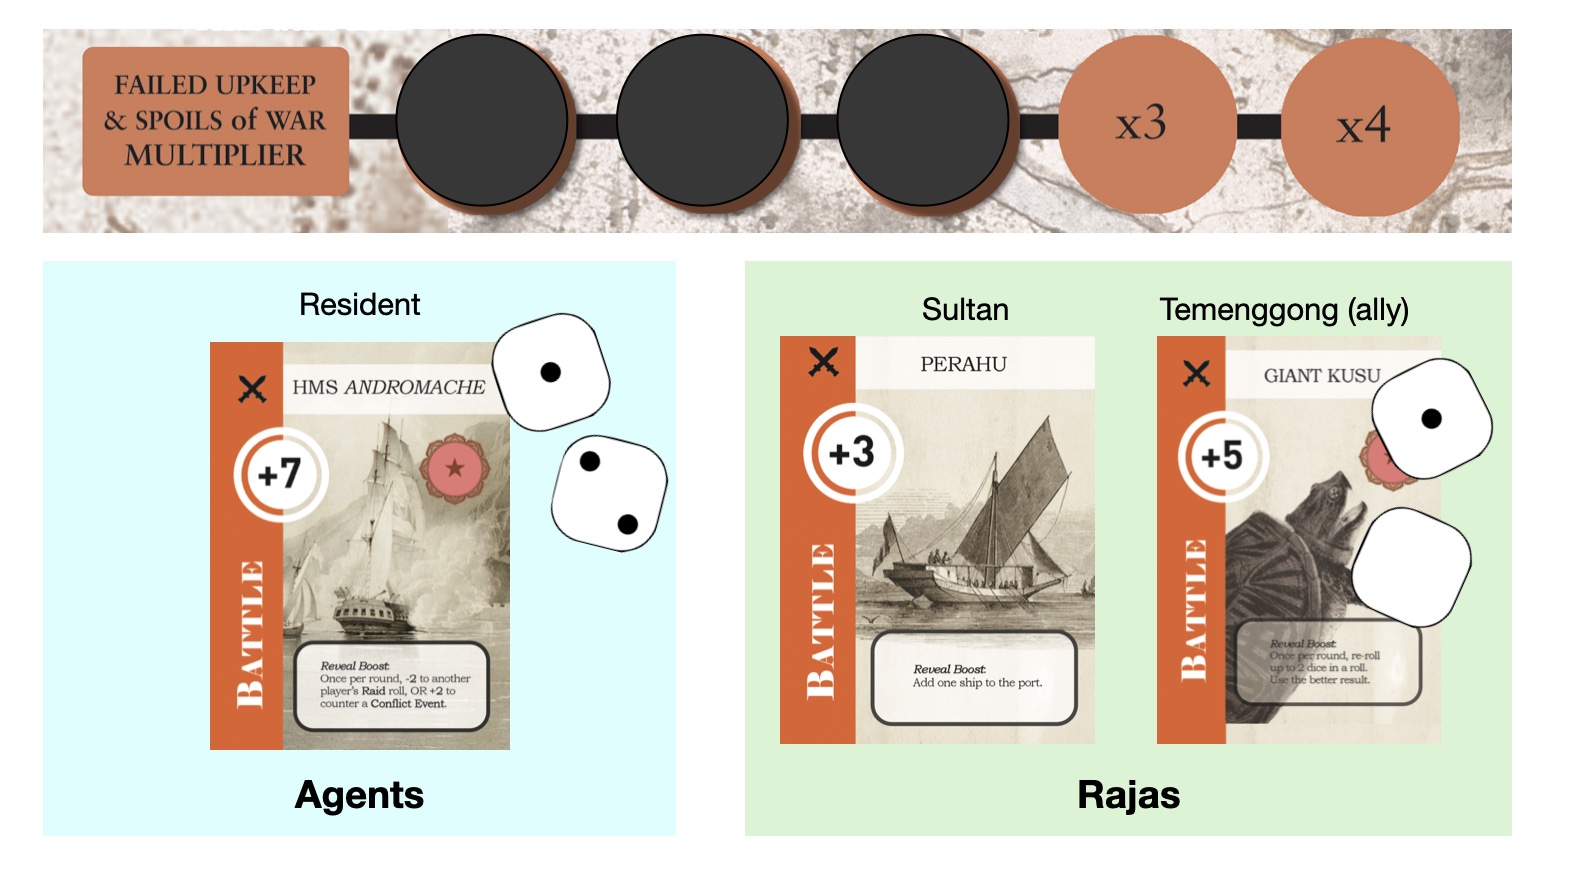 FAILED UPKEEP
& SPOILS of WAR
MULTIPLIER
x3
x4
Resident
HMS ANDROMACHE
+7
BATTLE
Reveal Boost:
Once per round, -2 to another
player's Raid roll, OR +2 to
counter a Conflict Event.
Agents
Sultan
PERAHU
+3
BATTLE
Reveal Boost:
Add one ship to the port.
Temenggong (ally)
GIANT KUSU
+5
BATTLE
Reveal Boost:
Once per round, re-roll
up to 2 dice in a roll.
Use the better result.
Rajas